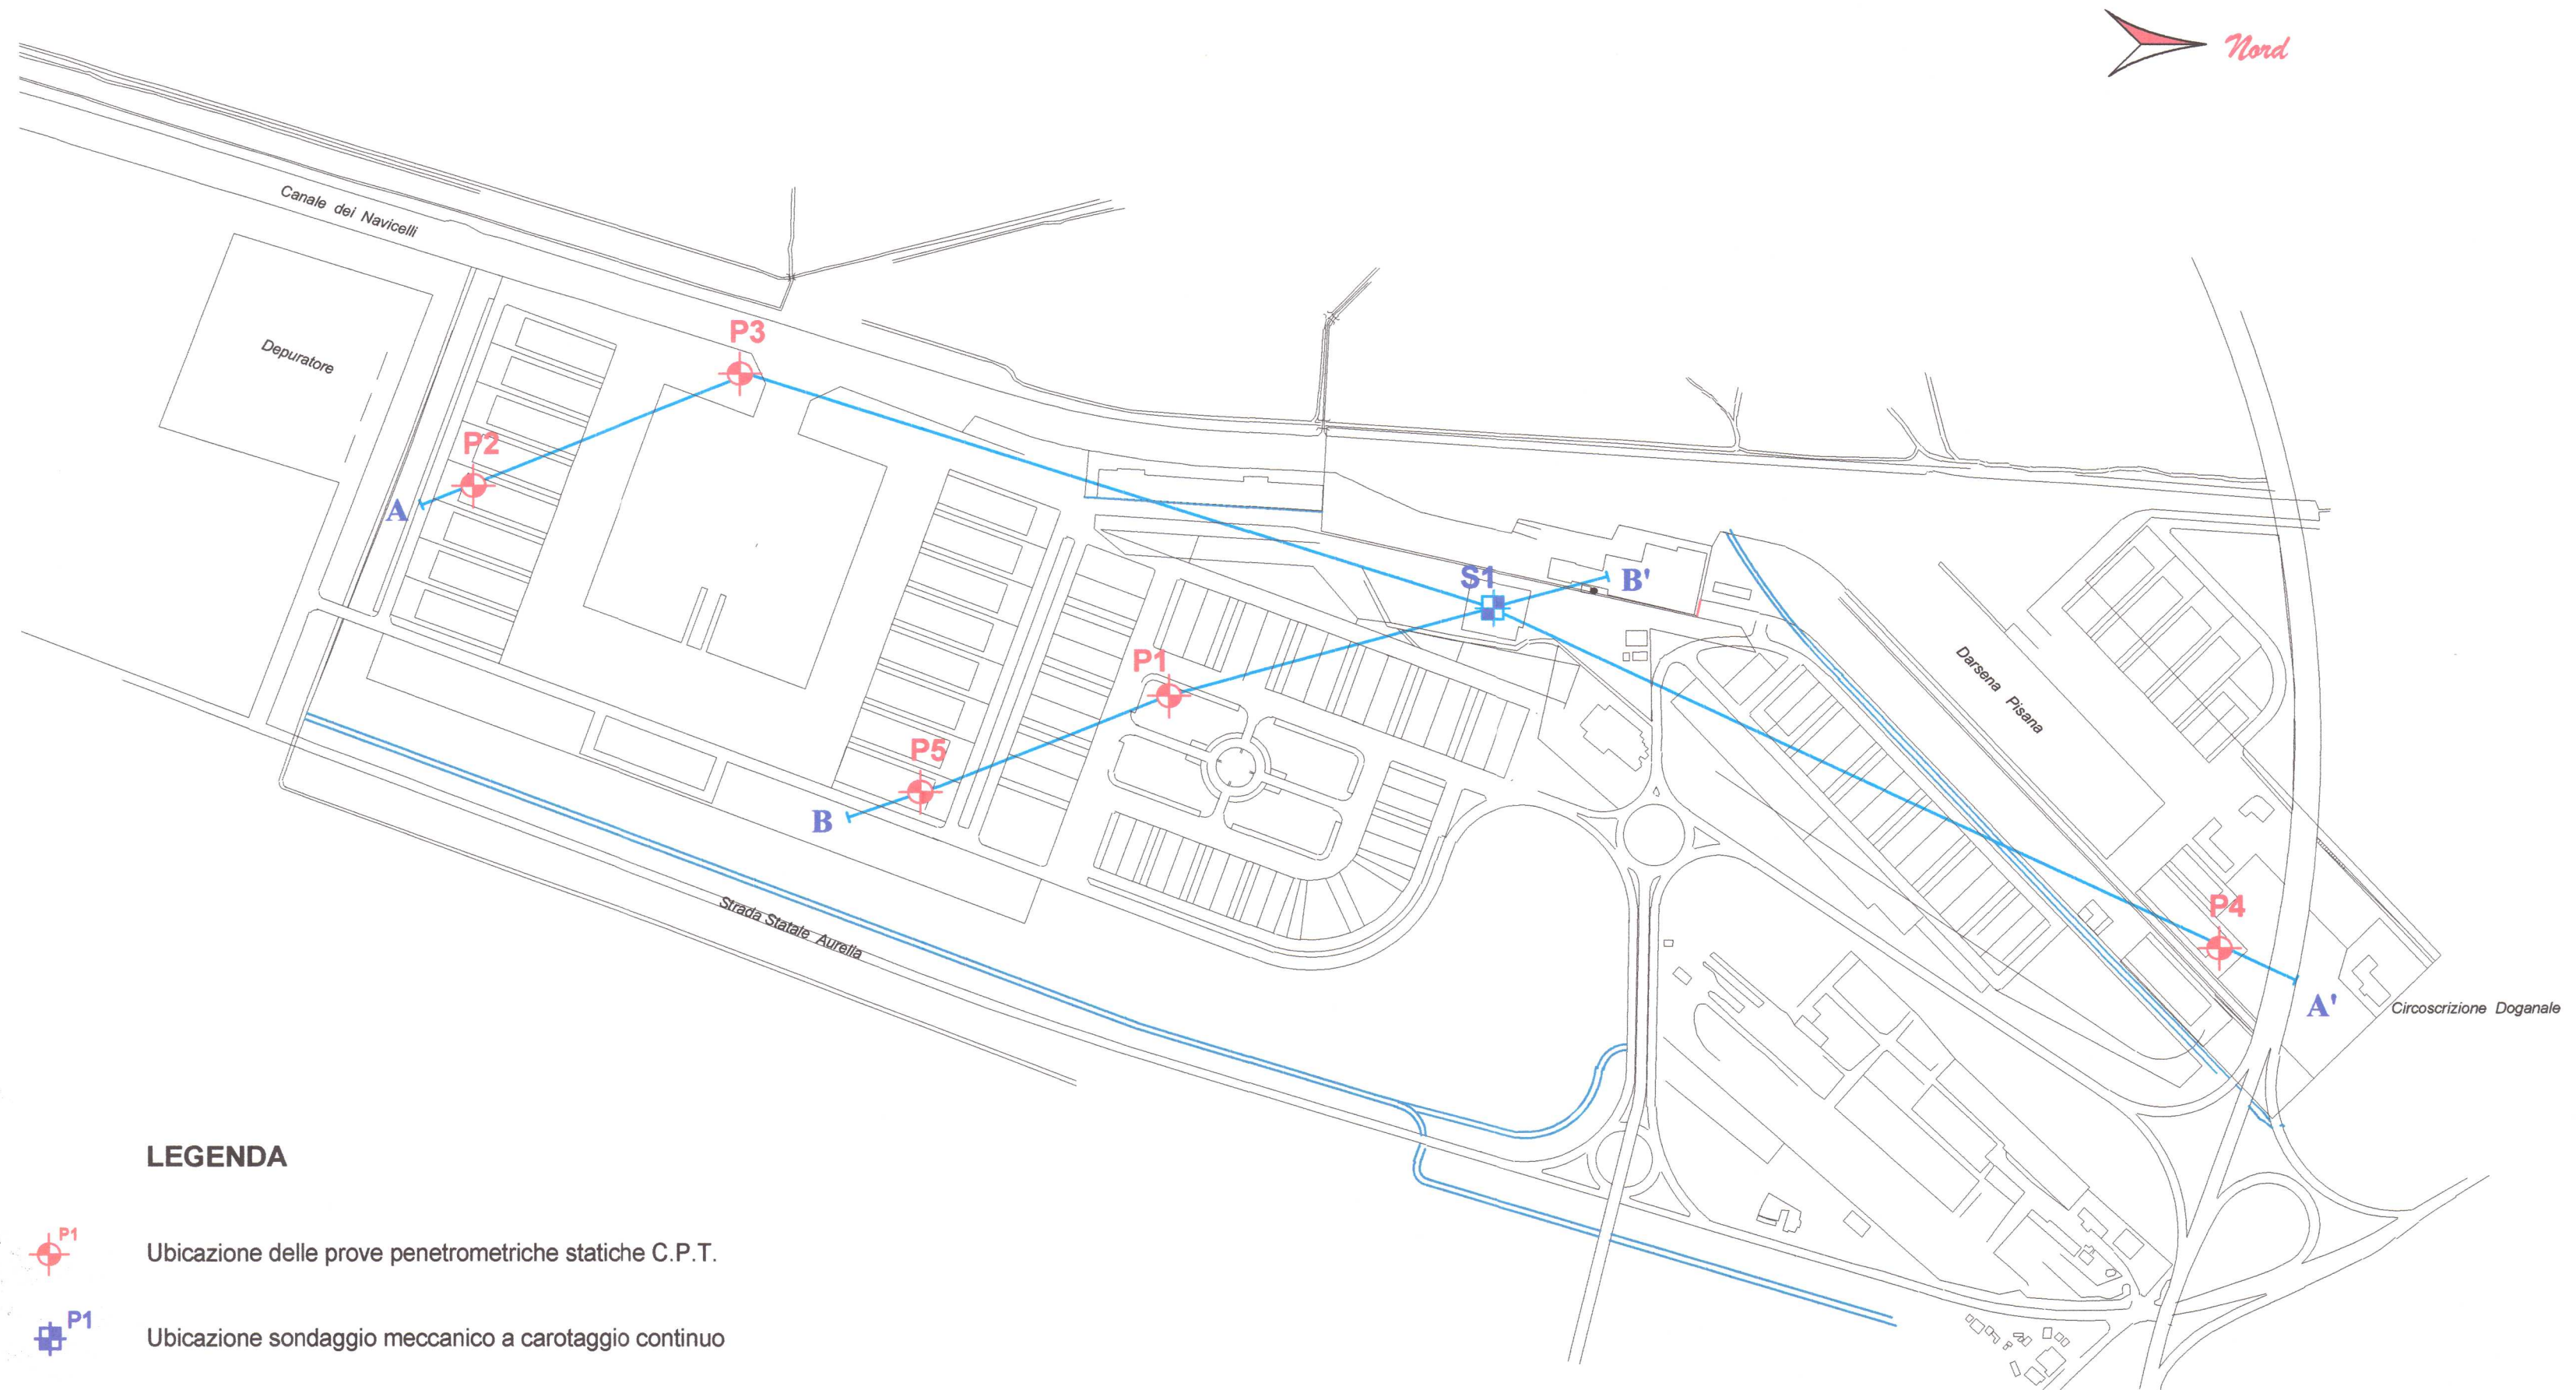 Nord
Canale dei Navicelli
Depuratore
P3
P2
A
S1
B'
P1
P5
B
Darsena Pisana
P4
A'
Circoscrizione Doganale
Strada Statale Aurelia
LEGENDA
P1
Ubicazione delle prove penetrometriche statiche C.P.T.
P1
Ubicazione sondaggio meccanico a carotaggio continuo